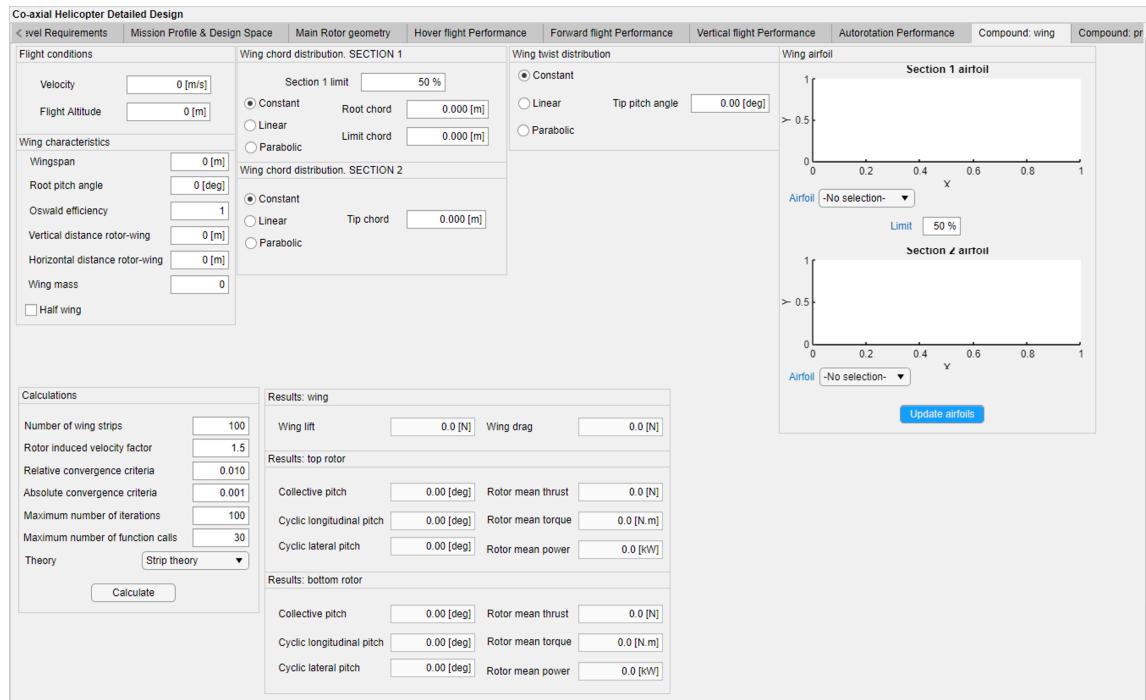 Co-axial Helicopter Detailed Design
< evel Requirements Mission Profile & Design Space Main Rotor geometry Hover flight Performance Forward flight Performance Vertical flight Performance Autorotation Performance Compound: wing Compound: pr
Flight conditions
Velocity 0 [m/s]
Flight Altitude 0 [m]
Wing characteristics
Wingspan 0 [m]
Root pitch angle 0 [deg]
Oswald efficiency 1
Vertical distance rotor-wing 0 [m]
Horizontal distance rotor-wing 0 [m]
Wing mass 0
Half wing
Wing chord distribution. SECTION 1
Section 1 limit 50 %
Constant Root chord 0.000 [m]
Linear
Limit chord 0.000 [m]
Parabolic
Wing chord distribution. SECTION 2
Constant
Linear Tip chord 0.000 [m]
Parabolic
Wing twist distribution
Constant
Linear Tip pitch angle 0.00 [deg]
Parabolic
Wing airfoil
Section 1 airfoil
1
Y 0.5
0
0 0.2 0.4 0.6 0.8 1
X
Airfoil -No selection-
Limit 50 %
Section 2 airfoil
1
Y 0.5
0
0 0.2 0.4 0.6 0.8 1
X
Airfoil -No selection-
Update airfoils
Calculations
Number of wing strips 100
Rotor induced velocity factor 1.5
Relative convergence criteria 0.010
Absolute convergence criteria 0.001
Maximum number of iterations 100
Maximum number of function calls 30
Theory Strip theory
Calculate
Results: wing
Wing lift 0.0 [N] Wing drag 0.0 [N]
Results: top rotor
Collective pitch 0.00 [deg] Rotor mean thrust 0.0 [N]
Cyclic longitudinal pitch 0.00 [deg] Rotor mean torque 0.0 [N.m]
Cyclic lateral pitch 0.00 [deg] Rotor mean power 0.0 [kW]
Results: bottom rotor
Collective pitch 0.00 [deg] Rotor mean thrust 0.0 [N]
Cyclic longitudinal pitch 0.00 [deg] Rotor mean torque 0.0 [N.m]
Cyclic lateral pitch 0.00 [deg] Rotor mean power 0.0 [kW]